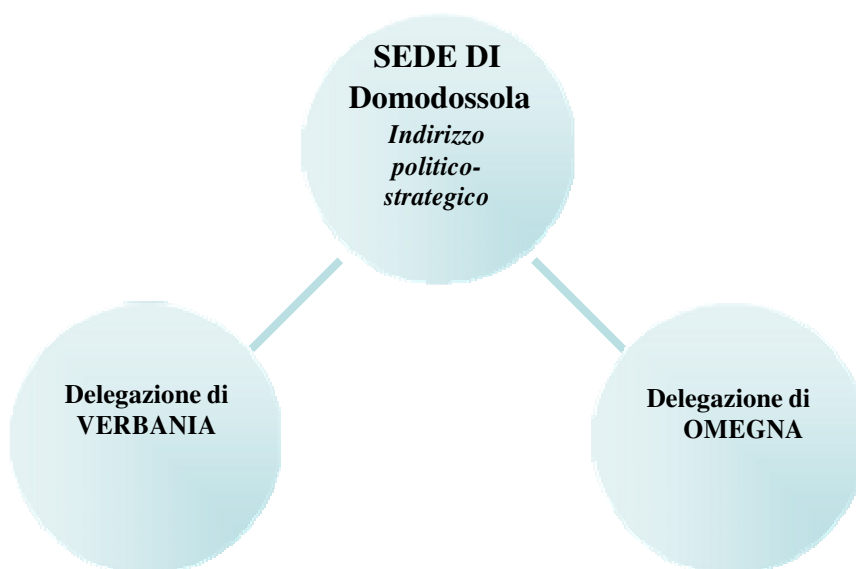 SEDE DI
Domodossola
Indirizzo
politico-
strategico
Delegazione di
VERBANIA
Delegazione di
OMEGNA